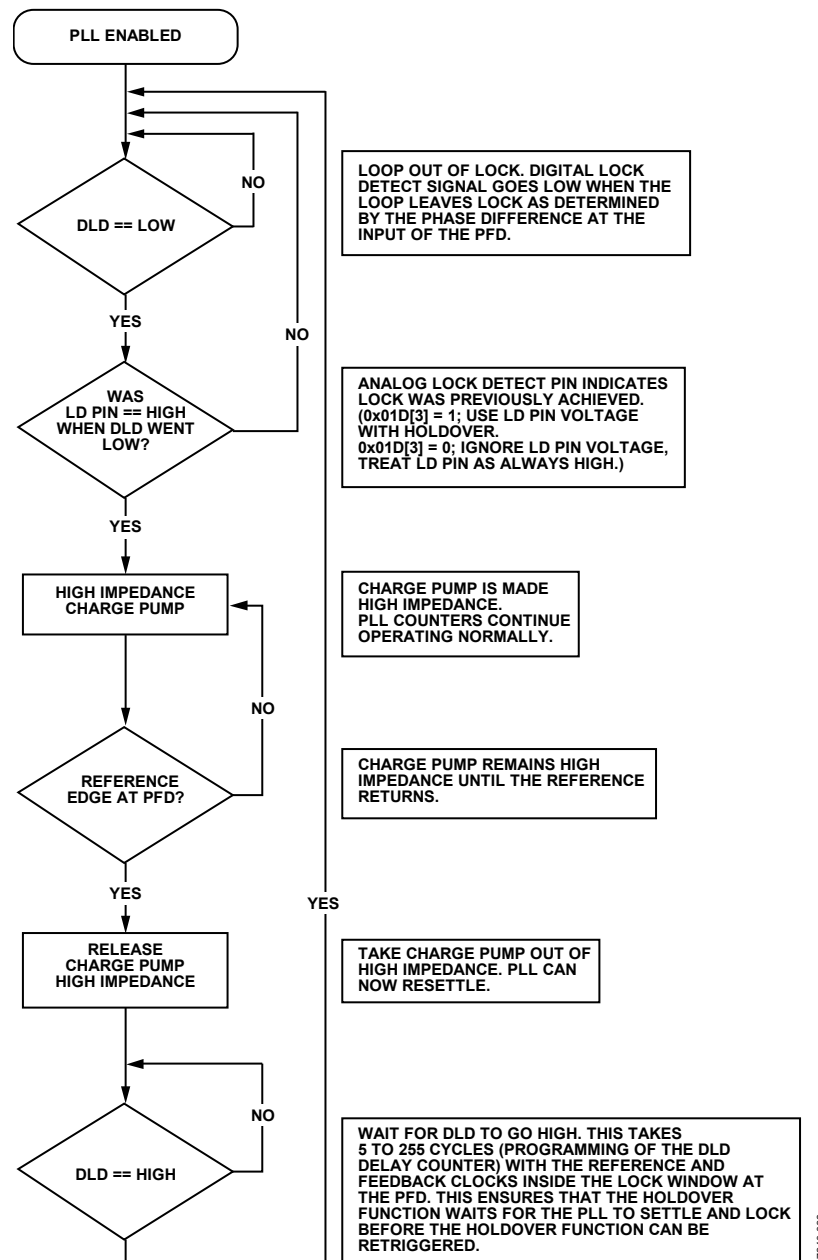 PLL ENABLED
NO
DLD == LOW
LOOP OUT OF LOCK. DIGITAL LOCK
DETECT SIGNAL GOES LOW WHEN THE
LOOP LEAVES LOCK AS DETERMINED
BY THE PHASE DIFFERENCE AT THE
INPUT OF THE PFD.
YES
NO
WAS
LD PIN == HIGH
WHEN DLD WENT
LOW?
ANALOG LOCK DETECT PIN INDICATES
LOCK WAS PREVIOUSLY ACHIEVED.
(0x01D[3] = 1; USE LD PIN VOLTAGE
WITH HOLDOVER.
0x01D[3] = 0; IGNORE LD PIN VOLTAGE,
TREAT LD PIN AS ALWAYS HIGH.)
YES
HIGH IMPEDANCE
CHARGE PUMP
CHARGE PUMP IS MADE
HIGH IMPEDANCE.
PLL COUNTERS CONTINUE
OPERATING NORMALLY.
NO
REFERENCE
EDGE AT PFD?
CHARGE PUMP REMAINS HIGH
IMPEDANCE UNTIL THE REFERENCE
RETURNS.
YES
YES
RELEASE
CHARGE PUMP
HIGH IMPEDANCE
TAKE CHARGE PUMP OUT OF
HIGH IMPEDANCE. PLL CAN
NOW RESETTLE.
NO
DLD == HIGH
WAIT FOR DLD TO GO HIGH. THIS TAKES
5 TO 255 CYCLES (PROGRAMMING OF THE DLD
DELAY COUNTER) WITH THE REFERENCE AND
FEEDBACK CLOCKS INSIDE THE LOCK WINDOW AT
THE PFD. THIS ENSURES THAT THE HOLDOVER
FUNCTION WAITS FOR THE PLL TO SETTLE AND LOCK
BEFORE THE HOLDOVER FUNCTION CAN BE
RETRIGGERED.